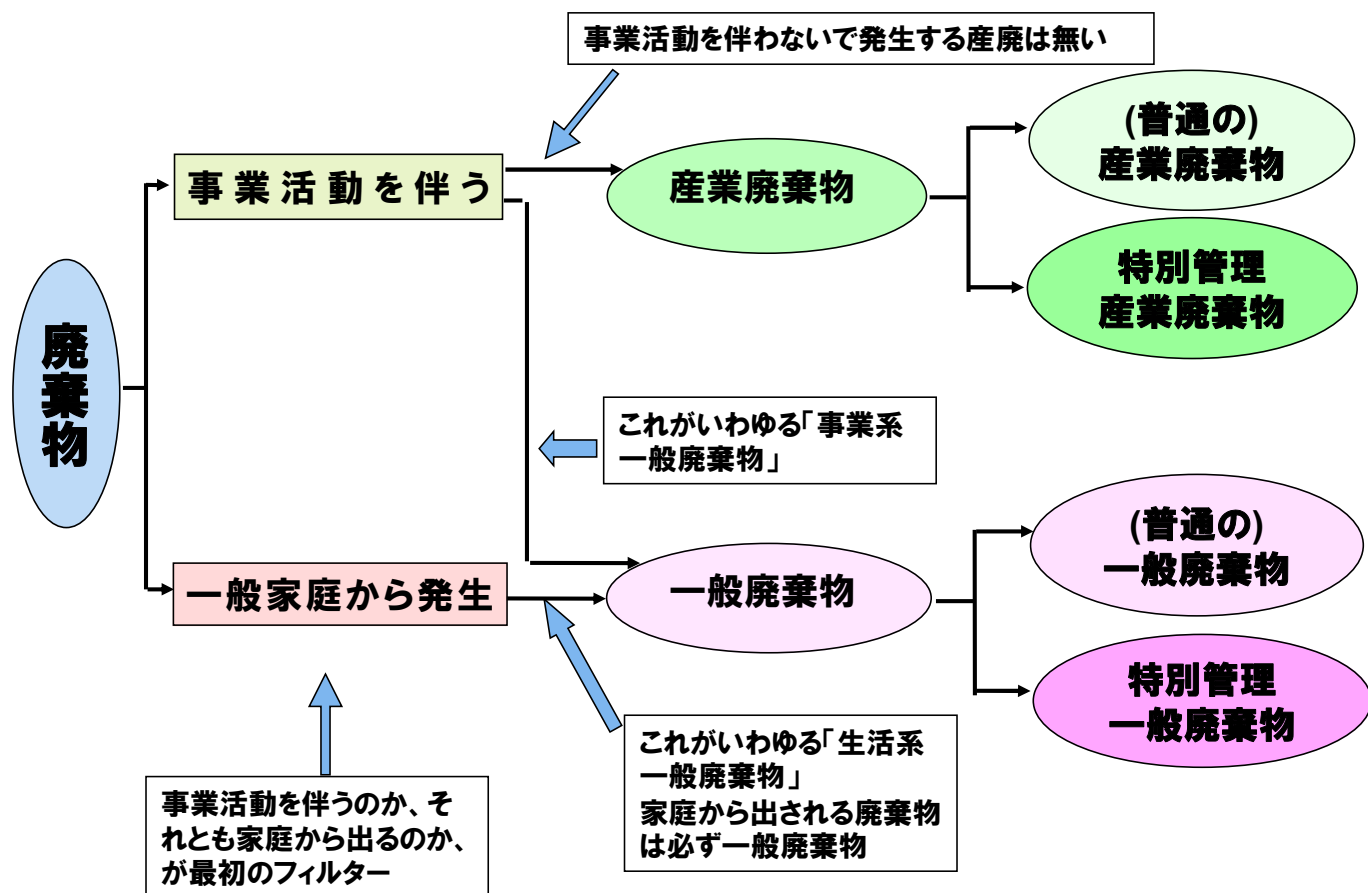 事業活動を伴わないで発生する産廃は無い
(普通の)
産業廃棄物
事業活動を伴う
産業廃棄物
特別管理
産業廃棄物
廃棄物
これがいわゆる「事業系
一般廃棄物」
(普通の)
一般廃棄物
一般家庭から発生
一般廃棄物
特別管理
一般廃棄物
これがいわゆる「生活系
一般廃棄物」
家庭から出される廃棄物
は必ず一般廃棄物
事業活動を伴うのか、そ
れとも家庭から出るのか、
が最初のフィルター